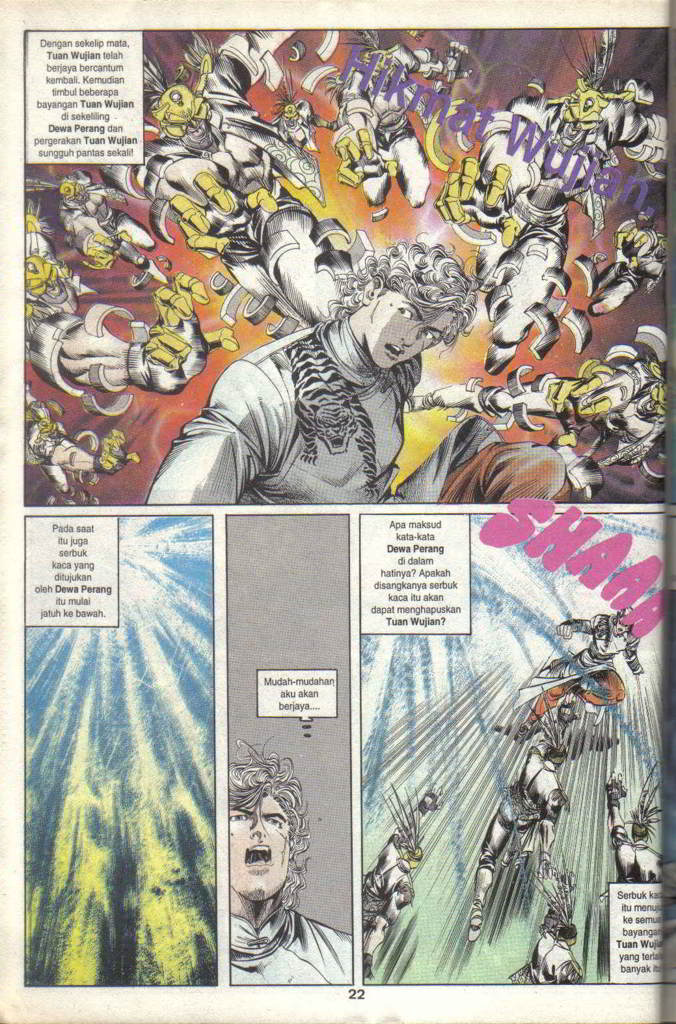 Dengan sekelip mata,
Tuan Wujian telah
berjaya bercantum
kembali. Kemudian
timbul beberapa
bayangan Tuan Wujian
di sekeliling
Dewa Perang dan
pergerakan Tuan Wujian
sungguh pantas sekali!
Hikmat Wujian.
SHAA
SHAA
Pada saat
itu juga
serbuk
kaca yang
ditujukan
oleh Dewa Perang
itu mulai
jatuh ke bawah.
Mudah-mudahan
aku akan
berjaya....
Apa maksud
kata-kata
Dewa Perang
di dalam
hatinya? Apakah
disangkanya serbuk
kaca itu akan
dapat menghapuskan
Tuan Wujian?
SHAAA
Serbuk
itu
ke
bayangan
Tuan
yang
banyak
22